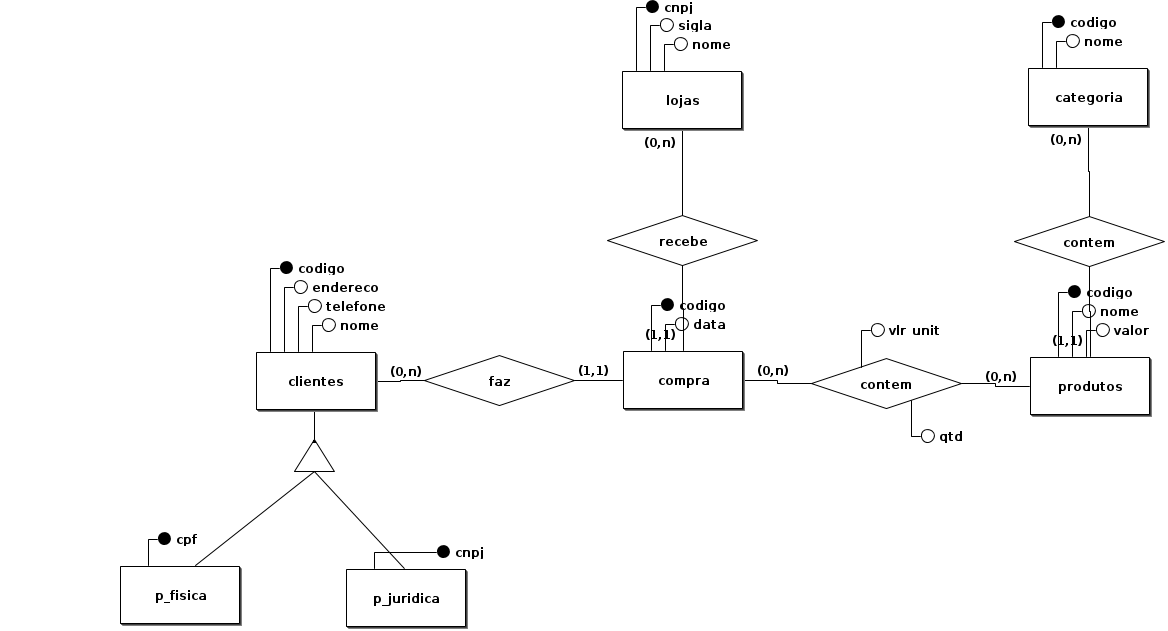 cnpj
sigla
nome
lojas
(0,n)
recebe
codigo
nome
categoria
(0,n)
contem
codigo
endereco
telefone
nome
clientes
(0,n)
faz
(1,1)
codigo
data
(1,1)
compra
(0,n)
vlr unit
contem
qtd
(0,n)
codigo
nome
valor
(1,1)
produtos
cpf
p_fisica
cnpj
p_juridica